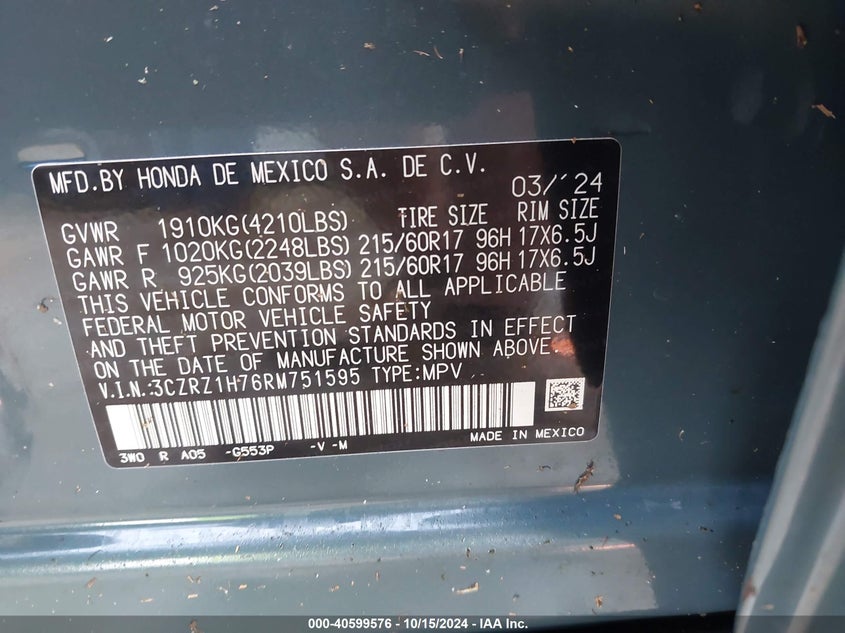 MFD.BY HONDA DE MEXICO S.A. DE C.V.
03/'24
GVWR 1910KG(4210LBS) TIRE SIZE RIM SIZE
GAWR F 1020KG(2248LBS) 215/60R17 96H 17X6.5J
GAWR R 925KG(2039LBS) 215/60R17 96H 17X6.5J
THIS VEHICLE CONFORMS TO ALL APPLICABLE
FEDERAL MOTOR VEHICLE SAFETY
AND THEFT PREVENTION STANDARDS IN EFFECT
ON THE DATE OF MANUFACTURE SHOWN ABOVE.
V.I.N.:3CZRZ1H76RM751595 TYPE:MPV
3W0 R A05 -G553P -V -M MADE IN MEXICO
000-40599576 / 10/15/2024 - IAA Inc.